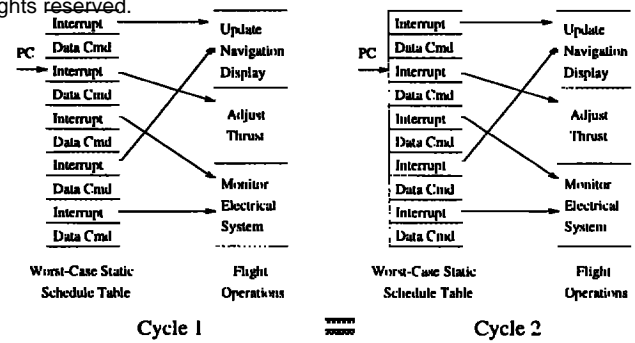 ghts reserved.
PC
Interrupt
Data Cmd
Interrupt
Data Cmd
Interrupt
Data Cmd
Interrupt
Data Cmd
Interrupt
Data Cmd
Update
Navigation
Display
Adjust
Thrust
Monitor
Electrical
System
Worst-Case Static
Schedule Table
Flight
Operations
Cycle 1
PC
Interrupt
Data Cmd
Interrupt
Data Cmd
Interrupt
Data Cmd
Interrupt
Data Cmd
Interrupt
Data Cmd
Update
Navigation
Display
Adjust
Thrust
Monitor
Electrical
System
Worst-Case Static
Schedule Table
Flight
Operations
Cycle 2